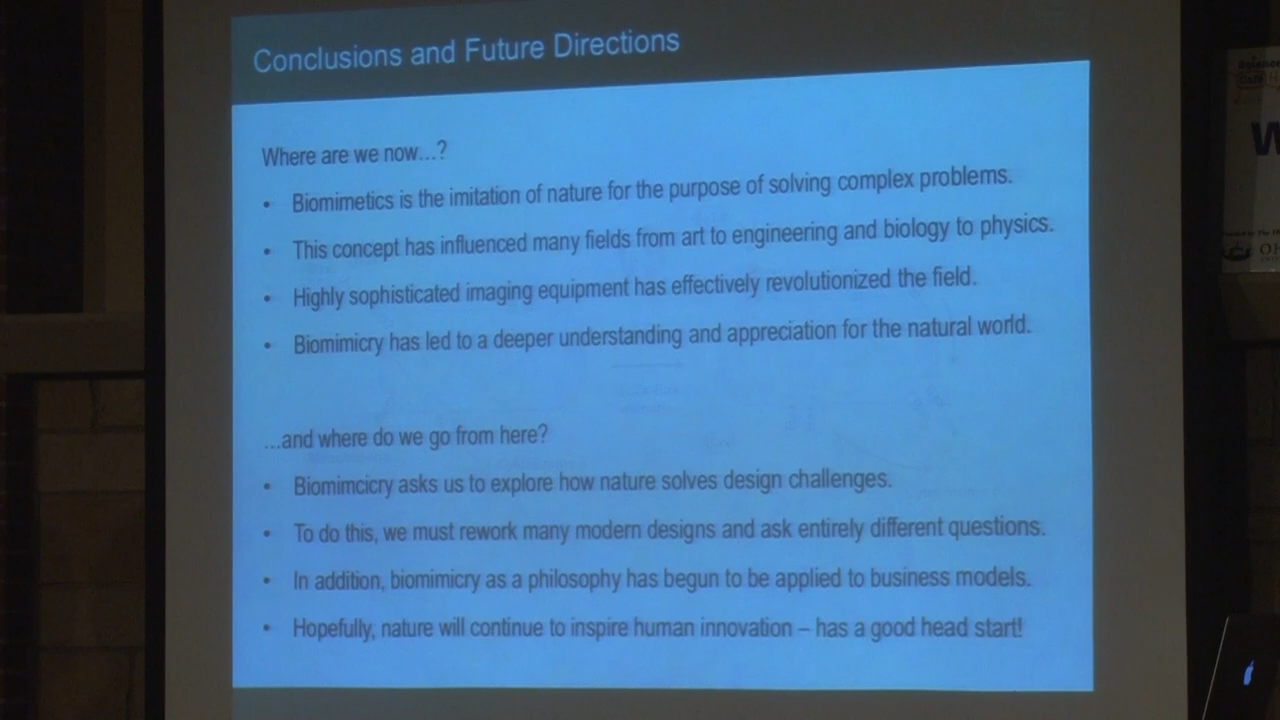 Conclusions and Future Directions
Where are we now...?
• Biomimetics is the imitation of nature for the purpose of solving complex problems.
• This concept has influenced many fields from art to engineering and biology to physics.
• Highly sophisticated imaging equipment has effectively revolutionized the field.
• Biomimicry has led to a deeper understanding and appreciation for the natural world.
...and where do we go from here?
• Biomimcicry asks us to explore how nature solves design challenges.
• To do this, we must rework many modern designs and ask entirely different questions.
• In addition, biomimicry as a philosophy has begun to be applied to business models.
• Hopefully, nature will continue to inspire human innovation – has a good head start!